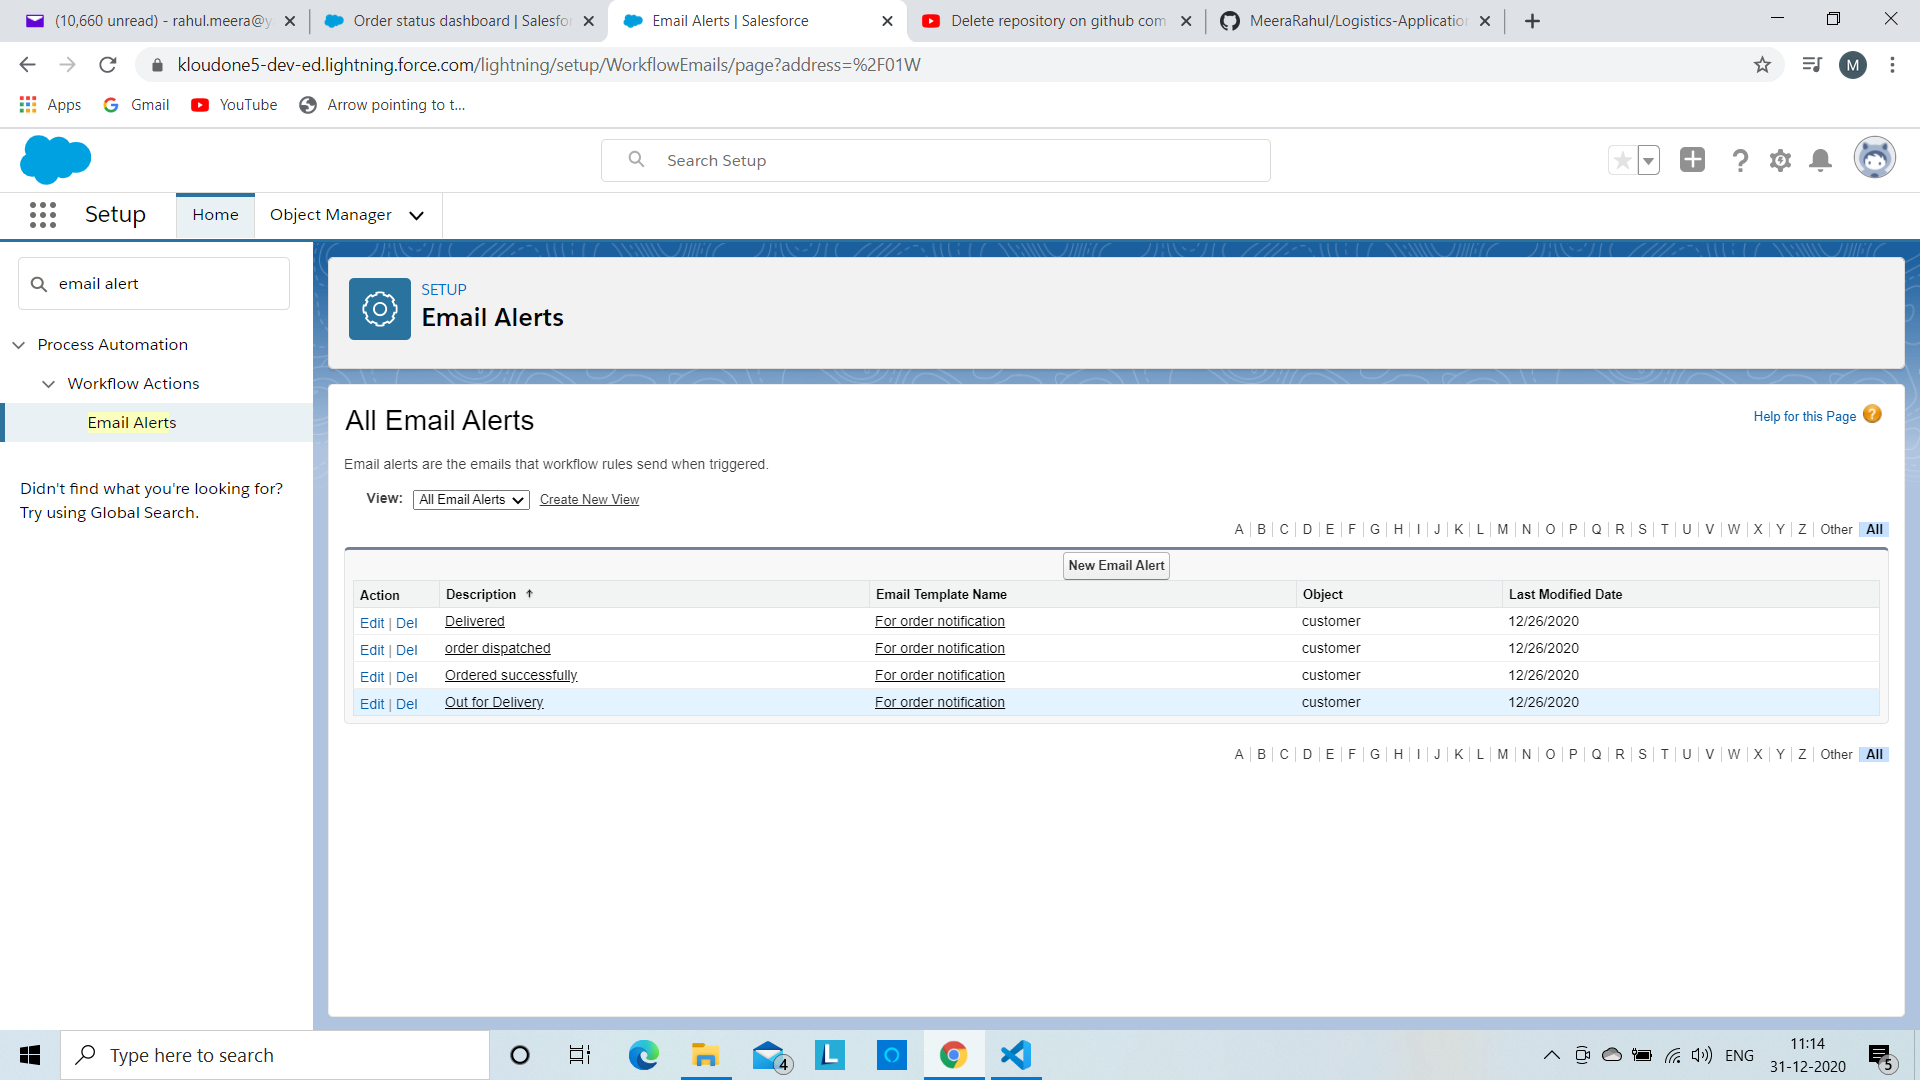 (10,660 unread) - rahul.meera@y
Order status dashboard | Salesfor
Email Alerts | Salesforce
Delete repository on github com
MeeraRahul/Logistics-Application
kloudone5-dev-ed.lightning.force.com/lightning/setup/WorkflowEmails/page?address=%2F01W
M
Apps
Gmail
YouTube
Arrow pointing to t...
Search Setup
Setup
Home
Object Manager
email alert
Process Automation
Workflow Actions
Email Alerts
Didn't find what you're looking for?
Try using Global Search.
SETUP
Email Alerts
All Email Alerts
Help for this Page ?
Email alerts are the emails that workflow rules send when triggered.
View: All Email Alerts Create New View
A | B | C | D | E | F | G | H | I | J | K | L | M | N | O | P | Q | R | S | T | U | V | W | X | Y | Z | Other All
New Email Alert
Action Description Email Template Name Object Last Modified Date
Edit | Del Delivered For order notification customer 12/26/2020
Edit | Del order dispatched For order notification customer 12/26/2020
Edit | Del Ordered successfully For order notification customer 12/26/2020
Edit | Del Out for Delivery For order notification customer 12/26/2020
A | B | C | D | E | F | G | H | I | J | K | L | M | N | O | P | Q | R | S | T | U | V | W | X | Y | Z | Other All
Type here to search
4
L
ENG
11:14
31-12-2020
5